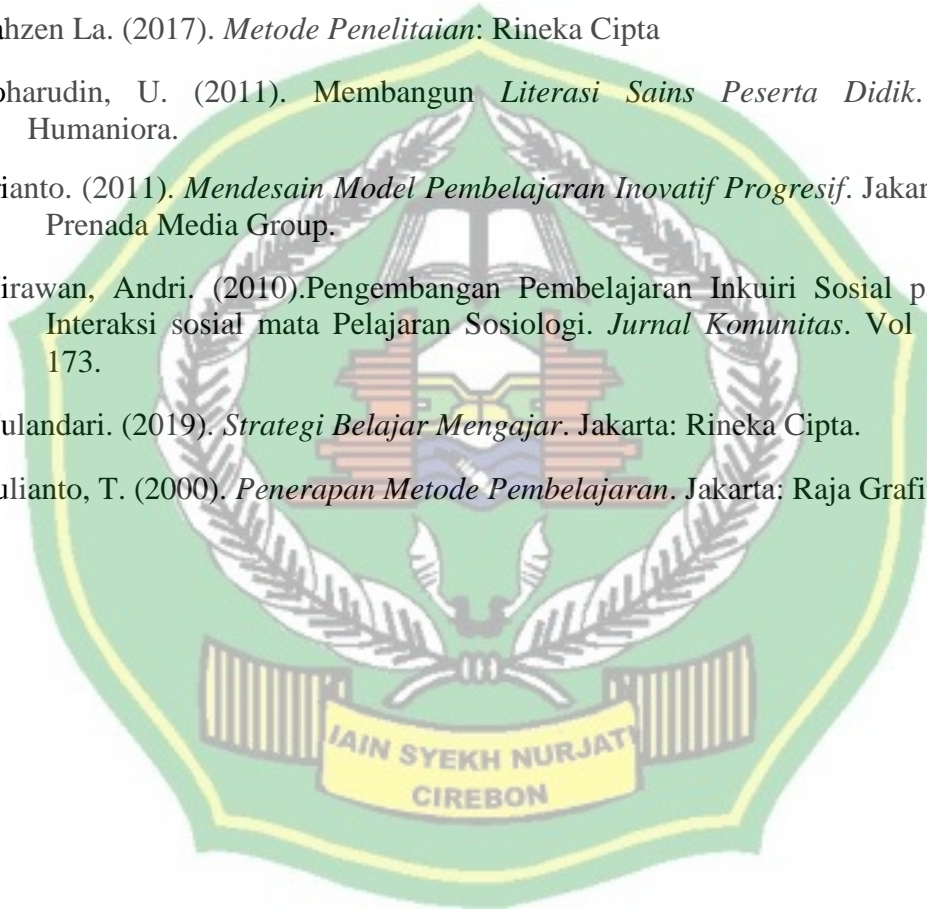 ahzen La. (2017). Metode Penelitaian: Rineka Cipta
oharudin, U. (2011). Membangun Literasi Sains Peserta Didik.
Humaniora.
rianto. (2011). Mendesain Model Pembelajaran Inovatif Progresif. Jakar
Prenada Media Group.
irawan, Andri. (2010).Pengembangan Pembelajaran Inkuiri Sosial p
Interaksi sosial mata Pelajaran Sosiologi. Jurnal Komunitas. Vol
173.
ulandari. (2019). Strategi Belajar Mengajar. Jakarta: Rineka Cipta.
ulianto, T. (2000). Penerapan Metode Pembelajaran. Jakarta: Raja Grafi
IAIN SYEKH NURJATI
CIREBON